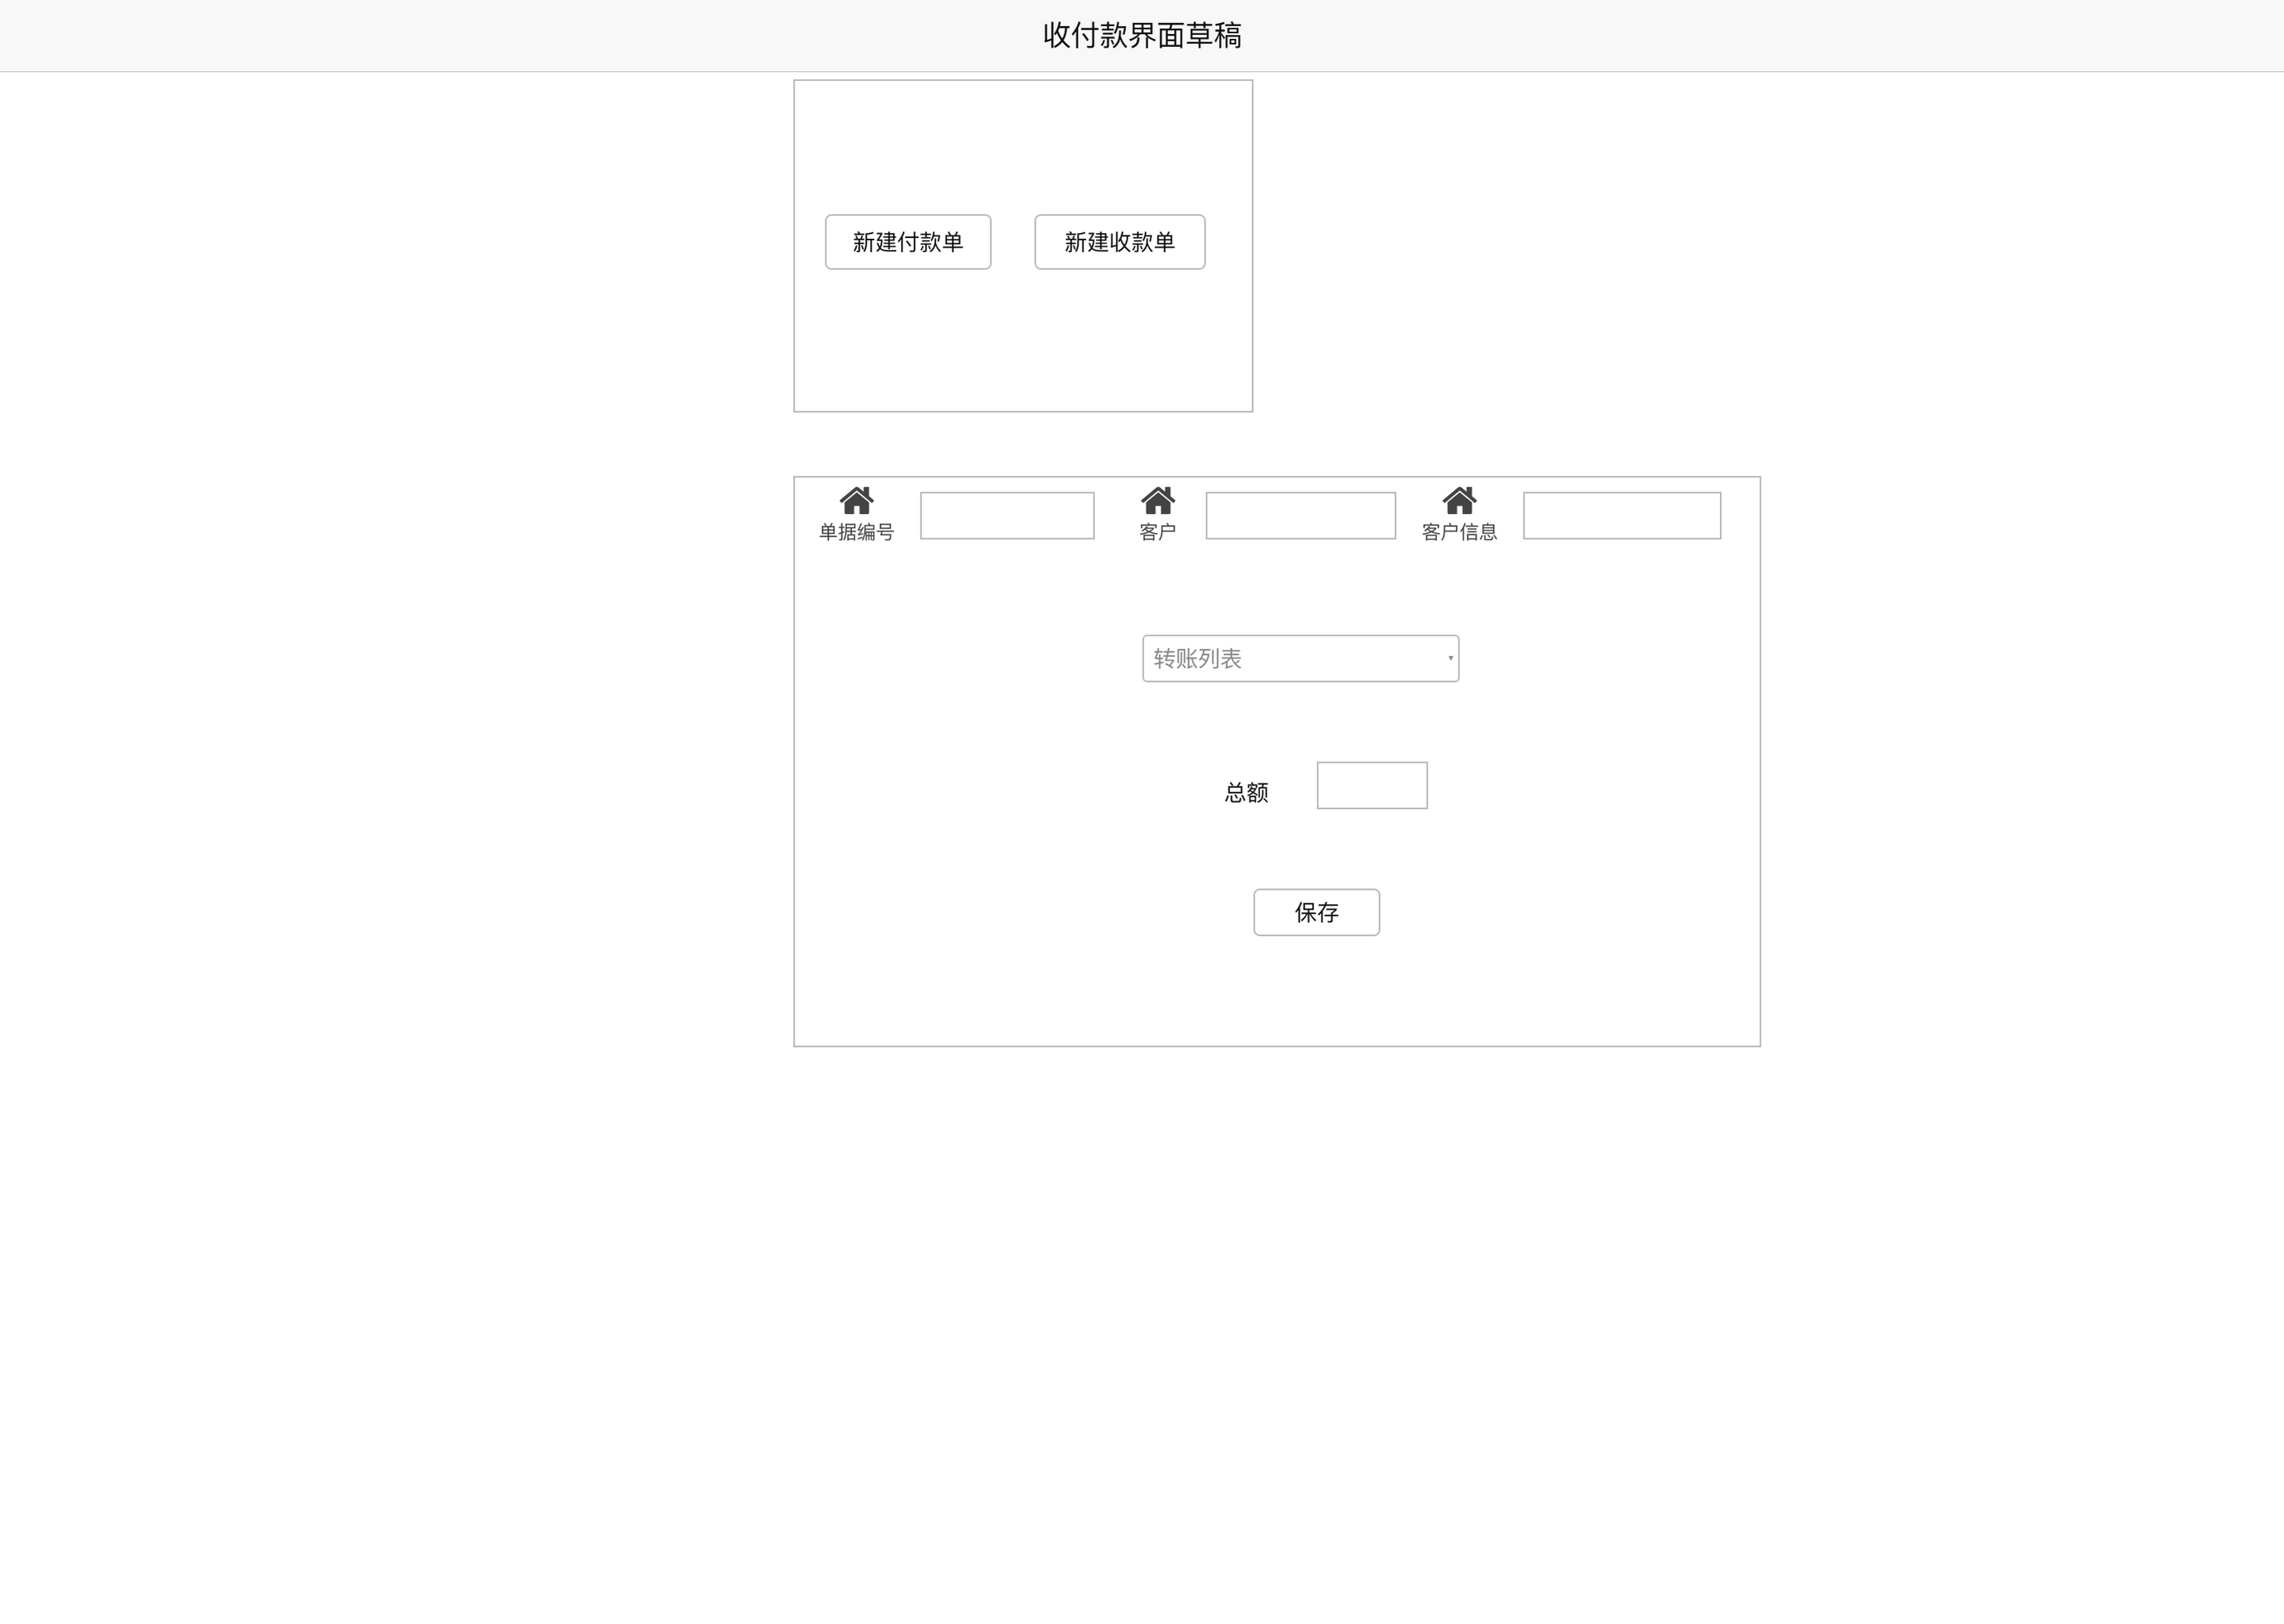 收付款界面草稿
新建付款单 新建收款单
单据编号 客户 客户信息
转账列表
总额
保存